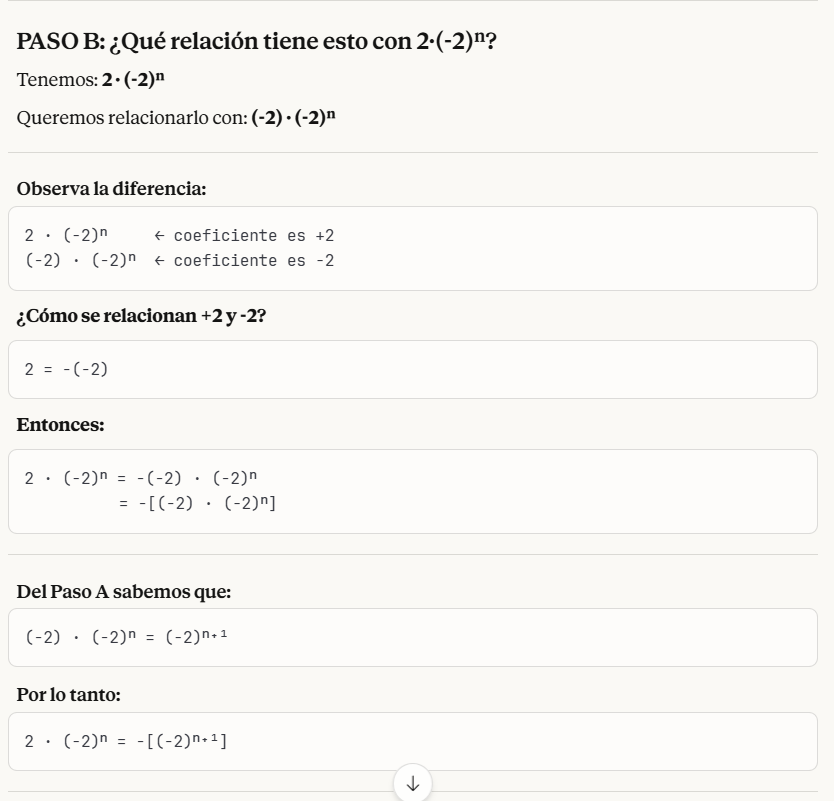 PASO B: ¿Qué relación tiene esto con 2·(-2)ⁿ?
Tenemos: 2 · (-2)ⁿ
Queremos relacionarlo con: (-2) · (-2)ⁿ
Observa la diferencia:
2 · (-2)ⁿ     ← coeficiente es +2
(-2) · (-2)ⁿ  ← coeficiente es -2
¿Cómo se relacionan +2 y -2?
2 = -(-2)
Entonces:
2 · (-2)ⁿ = -(-2) · (-2)ⁿ
= -[(-2) · (-2)ⁿ]
Del Paso A sabemos que:
(-2) · (-2)ⁿ = (-2)ⁿ⁺¹
Por lo tanto:
2 · (-2)ⁿ = -[(-2)ⁿ⁺¹]